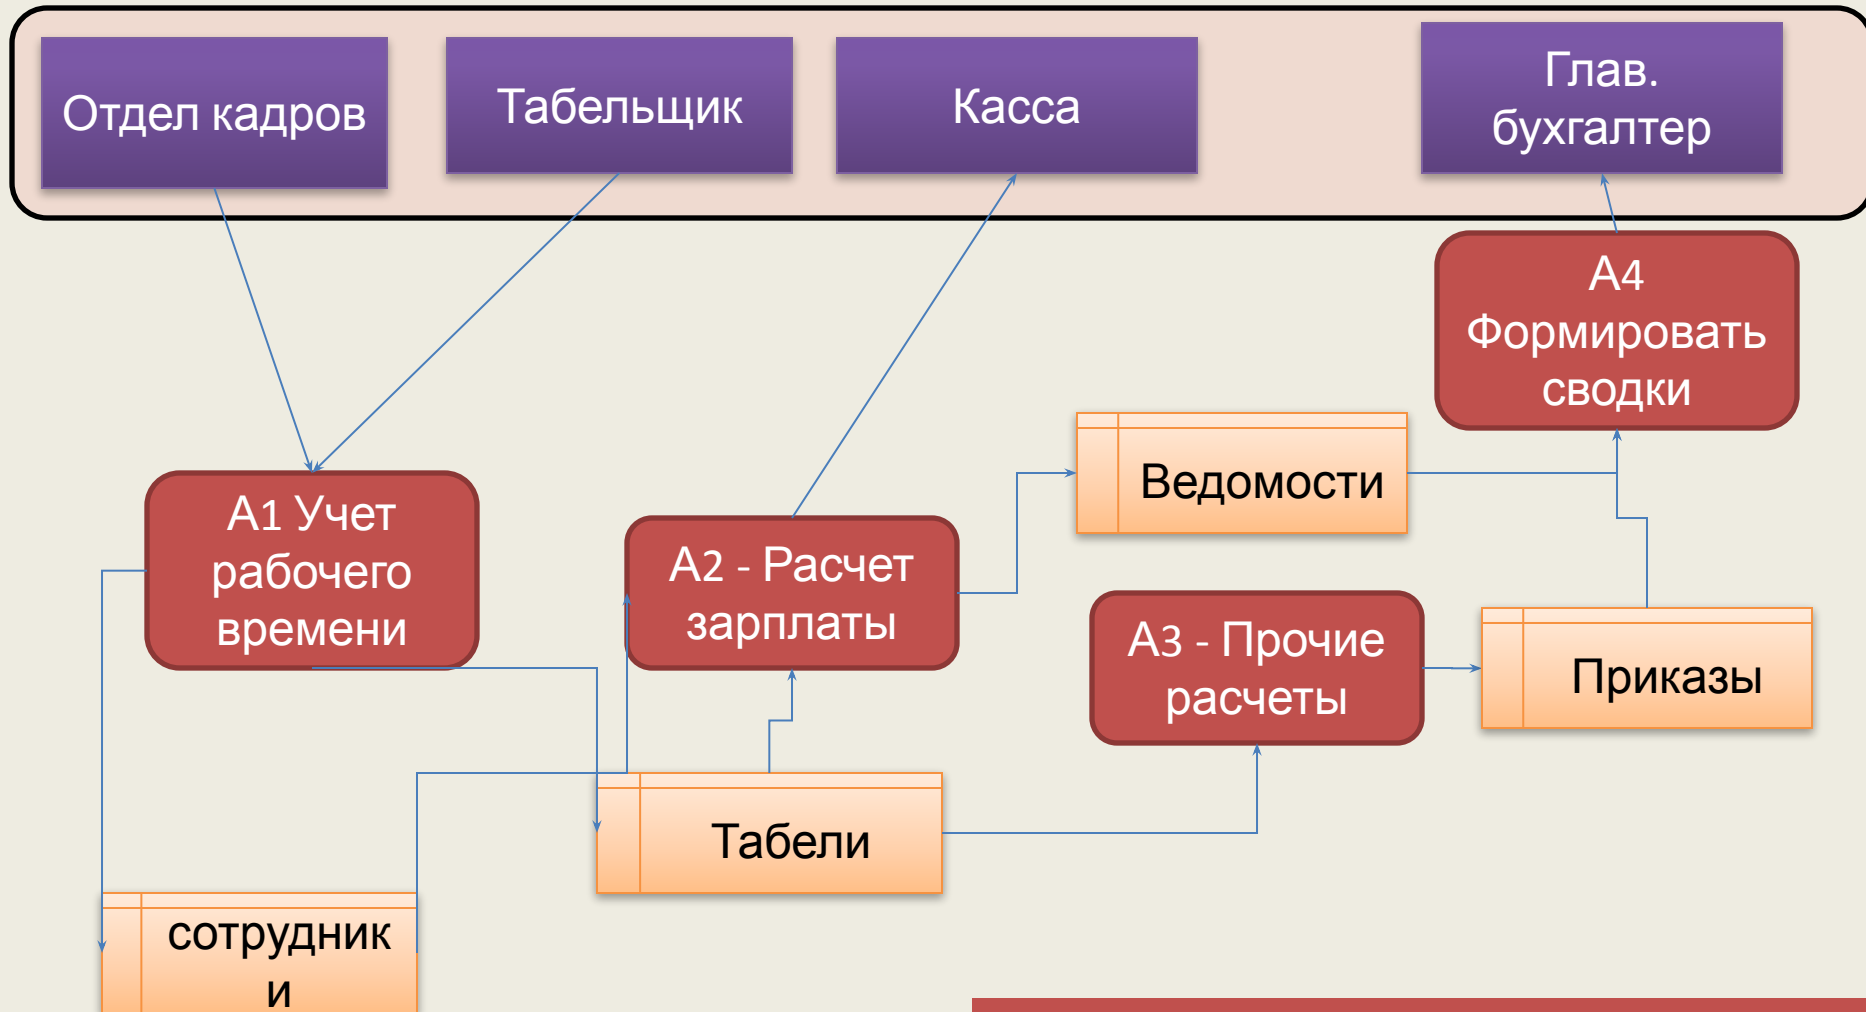 Отдел кадров
Табельщик
Касса
Глав.
бухгалтер
А4
Формировать
сводки
Ведомости
А1 Учет
рабочего
времени
А2 - Расчет
зарплаты
А3 - Прочие
расчеты
Приказы
Табели
сотрудник
и